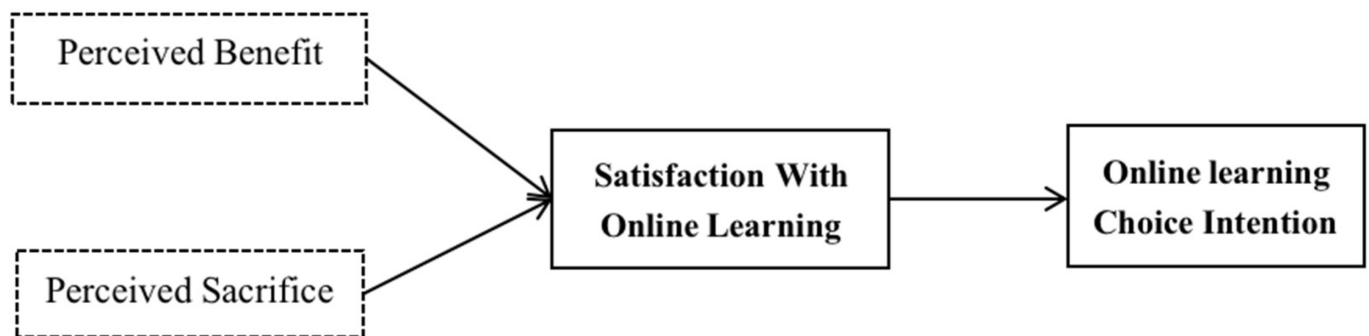 Perceived Benefit
Satisfaction With
Online Learning
Online learning
Choice Intention
Perceived Sacrifice